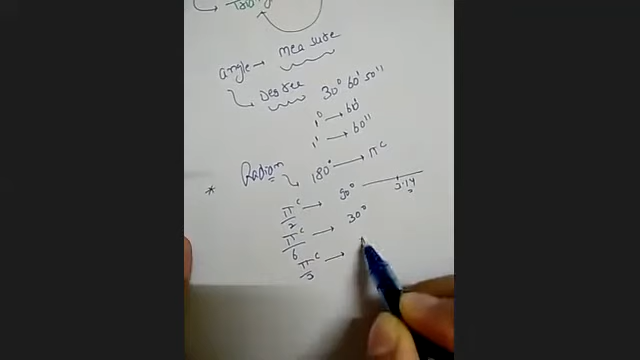 angle → measure
Degree 30° 60' 50''
1° → 60'
1' → 60''
* Radian 180° → πc
π/2 c → 90° 3.14
π/6 c → 30°
π/3 c →